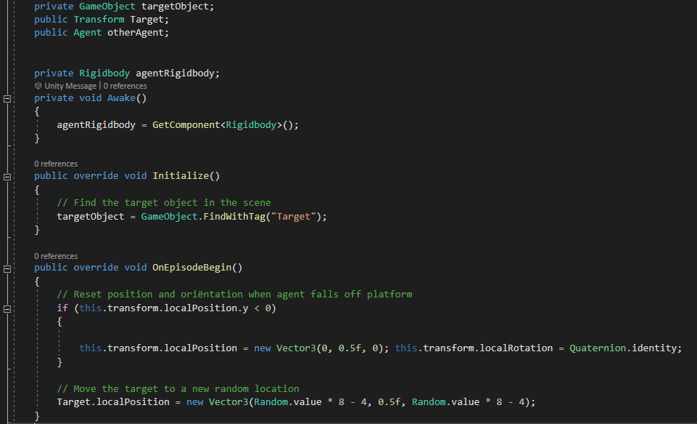 private GameObject targetObject;
public Transform Target;
public Agent otherAgent;
private Rigidbody agentRigidbody;
Unity Message | 0 references
private void Awake()
{
agentRigidbody = GetComponent<Rigidbody>();
}
0 references
public override void Initialize()
{
// Find the target object in the scene
targetObject = GameObject.FindWithTag("Target");
}
0 references
public override void OnEpisodeBegin()
{
// Reset position and oriëntation when agent falls off platform
if (this.transform.localPosition.y < 0)
{
this.transform.localPosition = new Vector3(0, 0.5f, 0); this.transform.localRotation = Quaternion.identity;
}
// Move the target to a new random location
Target.localPosition = new Vector3(Random.value * 8 - 4, 0.5f, Random.value * 8 - 4);
}